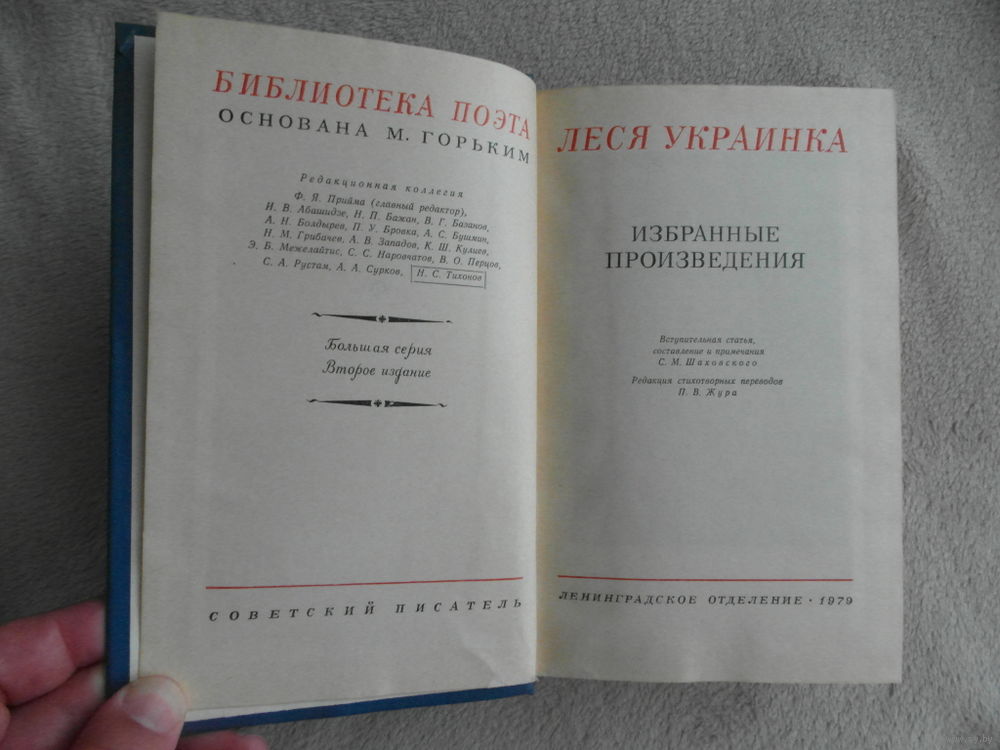 БИБЛИОТЕКА ПОЭТА
ОСНОВАНА М. ГОРЬКИМ
Редакционная коллегия
Ф. Я. Прийма (главный редактор),
И. В. Абашидзе, Н. П. Бажан, В. Г. Базанов,
А. Н. Болдырев, П. У. Бровка, А. С. Бушмин,
Н. М. Грибачев, А. В. Западов, К. Ш. Кулиев,
Э. Б. Межелайтис, С. С. Наровчатов, В. О. Перцов,
С. А. Рустам, А. А. Сурков, Н. С. Тихонов
Большая серия
Второе издание
СОВЕТСКИЙ ПИСАТЕЛЬ
ЛЕСЯ УКРАИНКА
ИЗБРАННЫЕ
ПРОИЗВЕДЕНИЯ
Вступительная статья,
составление и примечания
С. М. Шаховского
Редакция стихотворных переводов
П. В. Жура
ЛЕНИНГРАДСКОЕ ОТДЕЛЕНИЕ · 1979